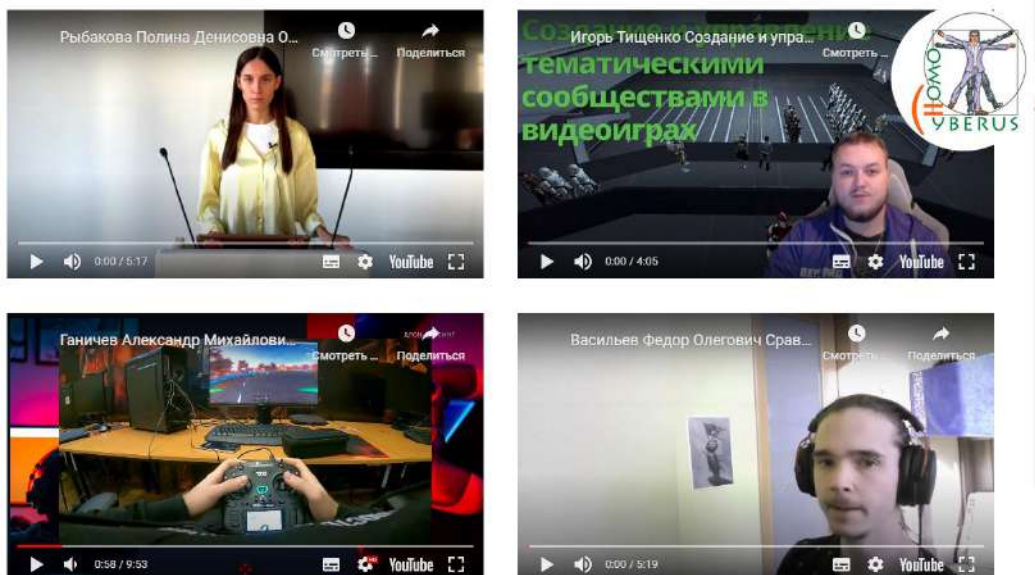 Рыбакова Полина Денисовна О...
Смотреть ...
Поделиться
0:00 / 5:17
YouTube
Создание и управление
тематическими
сообществами в
видеоиграх
Игорь Тищенко Создание и упра...
Смотреть ...
HOMO
CYBERUS
0:00 / 4:05
YouTube
Ганичев Александр Михайлови...
Смотреть ...
Поделиться
0:58 / 9:53
HD
YouTube
Васильев Федор Олегович Срав...
Смотреть ...
Поделиться
0:00 / 5:19
YouTube